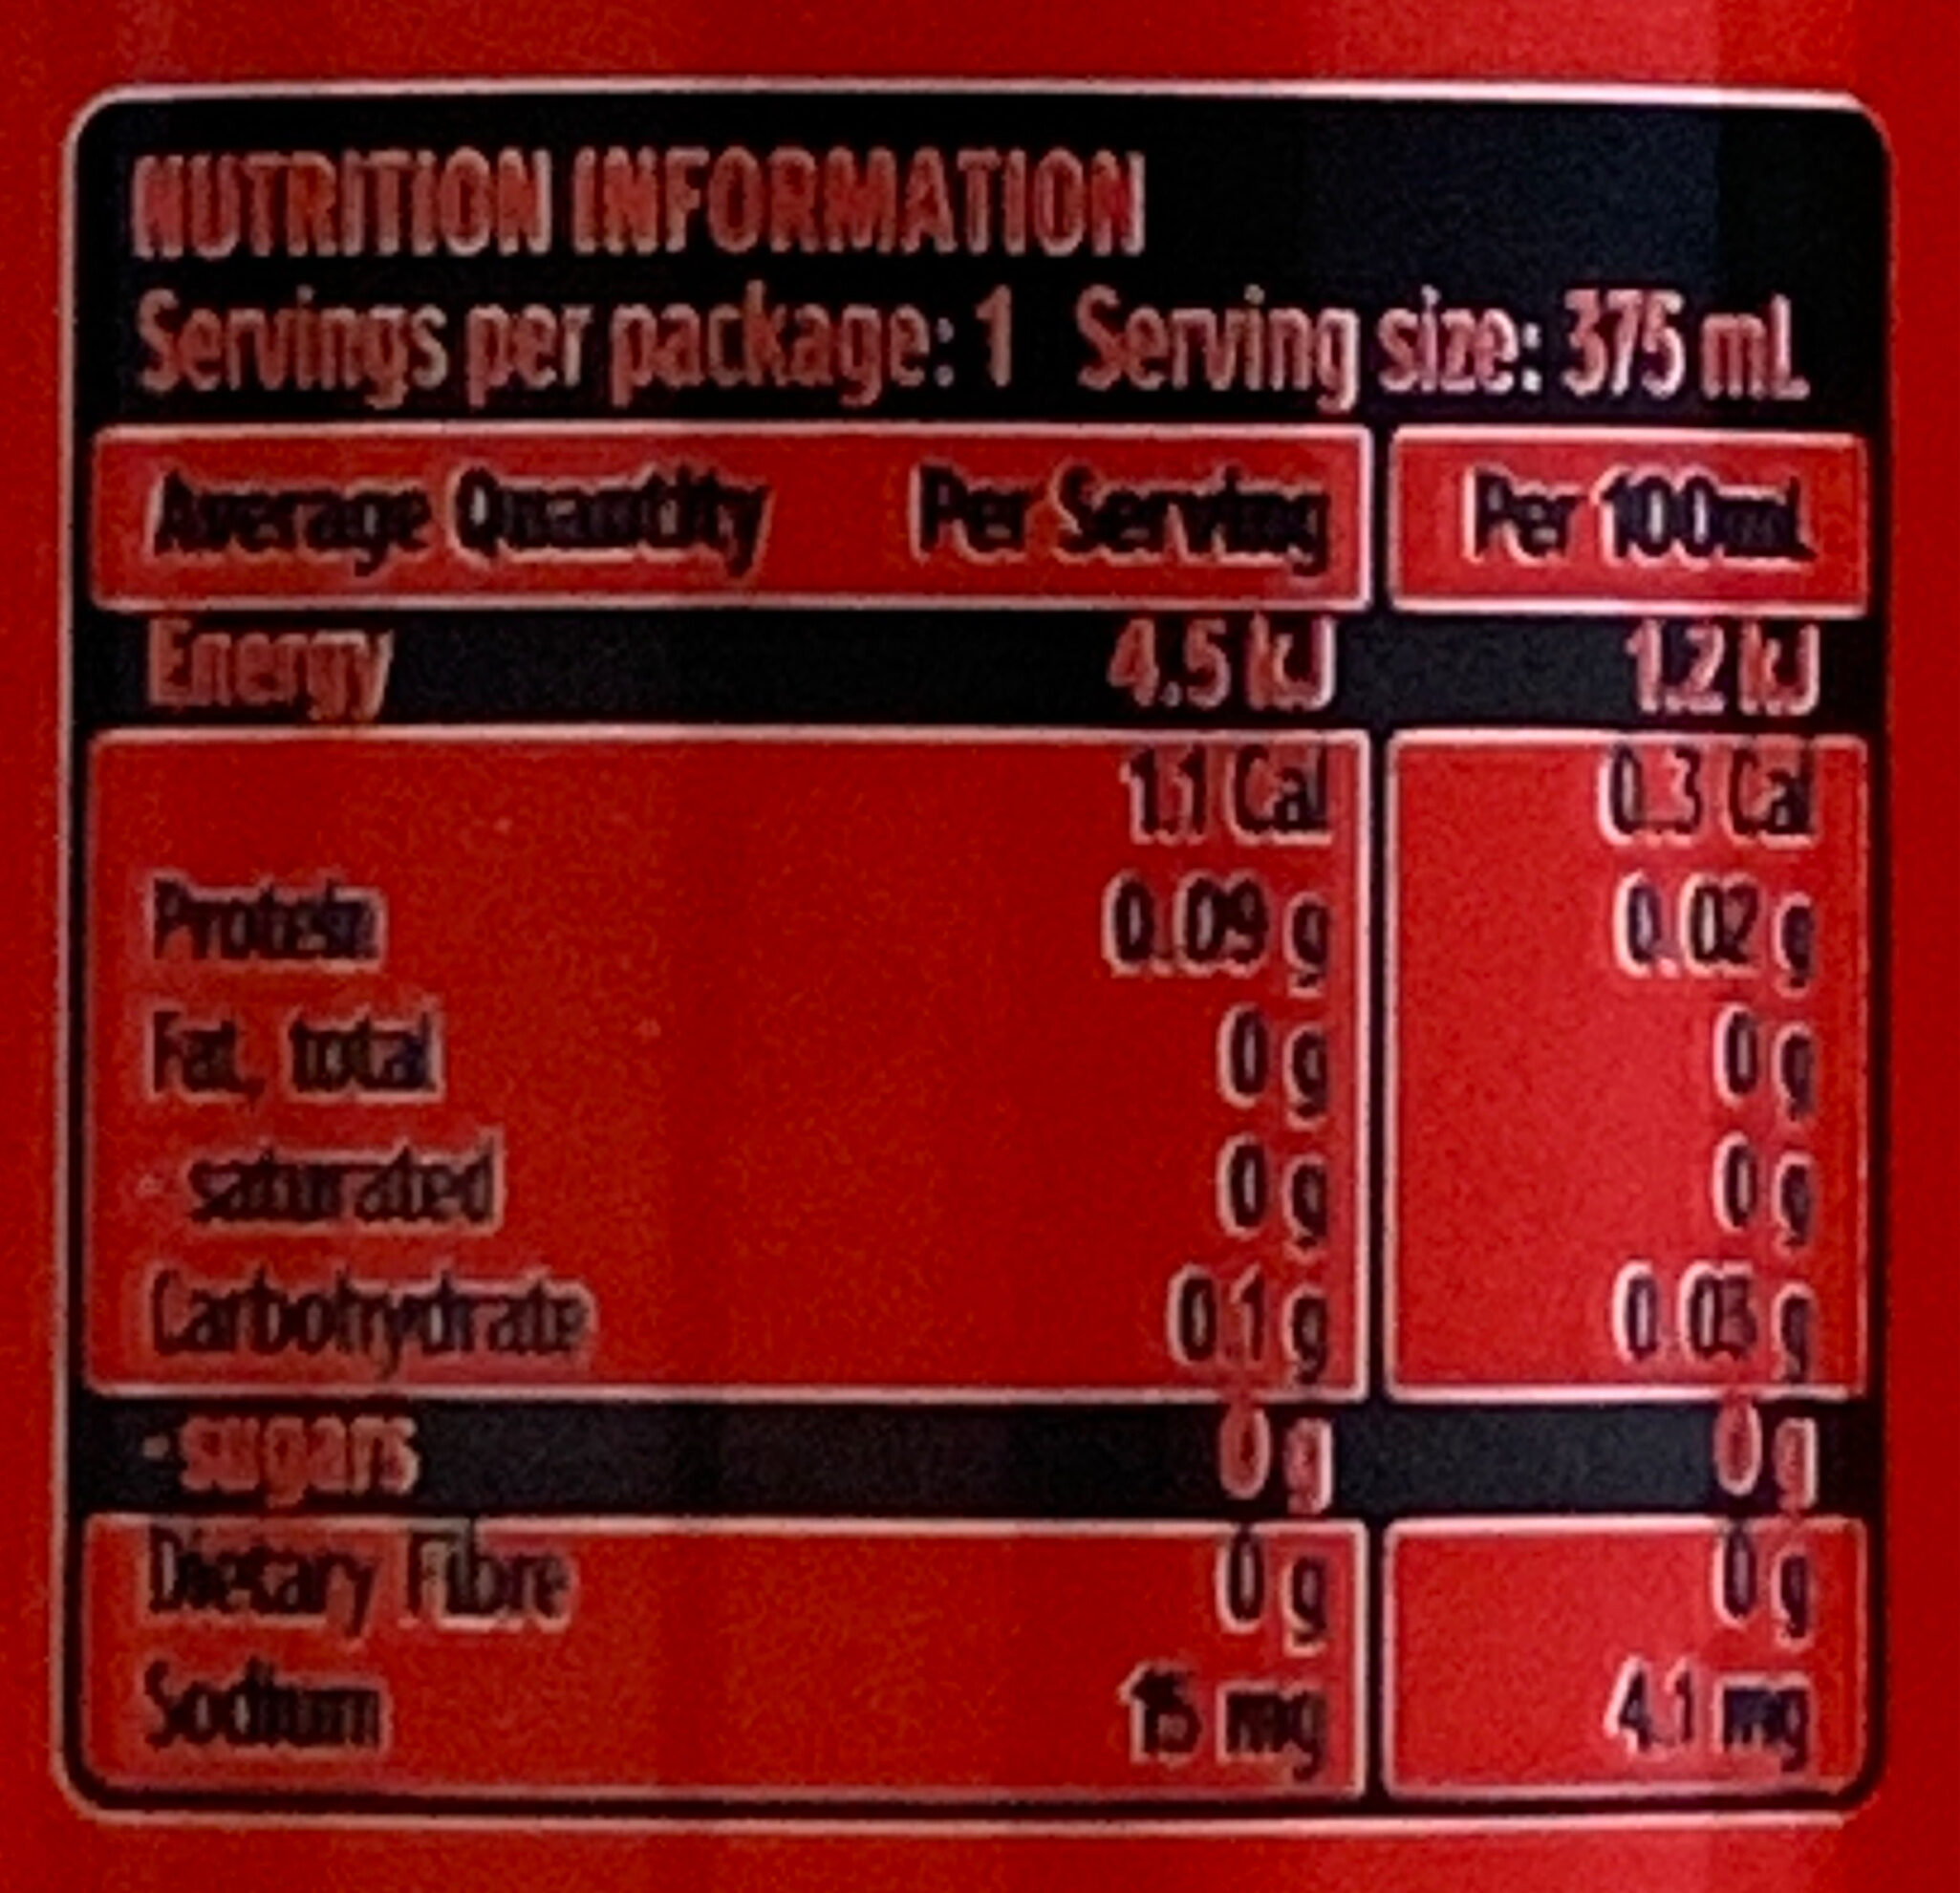 NUTRITION INFORMATION
Servings per package: 1 Serving size: 375 mL
Average Quantity Per Serving Per 100mL
Energy 4.5 kJ 1.2 kJ
1.1 Cal 0.3 Cal
Protein 0.09 g 0.02 g
Fat, total 0 g 0 g
- saturated 0 g 0 g
Carbohydrate 0.1 g 0.03 g
- sugars 0 g 0 g
Dietary Fibre 0 g 0 g
Sodium 15 mg 4.1 mg